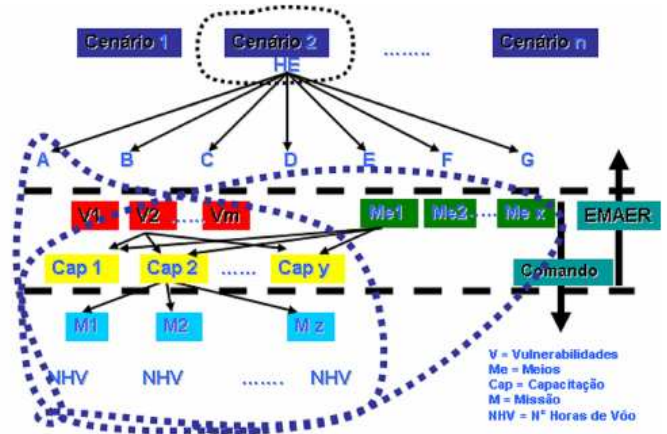 Cenário 1 Cenário 2 ........ Cenário n
HE
A B C D E F G
V1 V2 ...... Vm Me1 Me2 ..... Me x EMAER
Cap 1 Cap 2 ...... Cap y Comando
M1 M2 M z
NHV NHV ....... NHV
V = Vulnerabilidades
Me = Meios
Cap = Capacitação
M = Missão
NHV = Nº Horas de Vôo